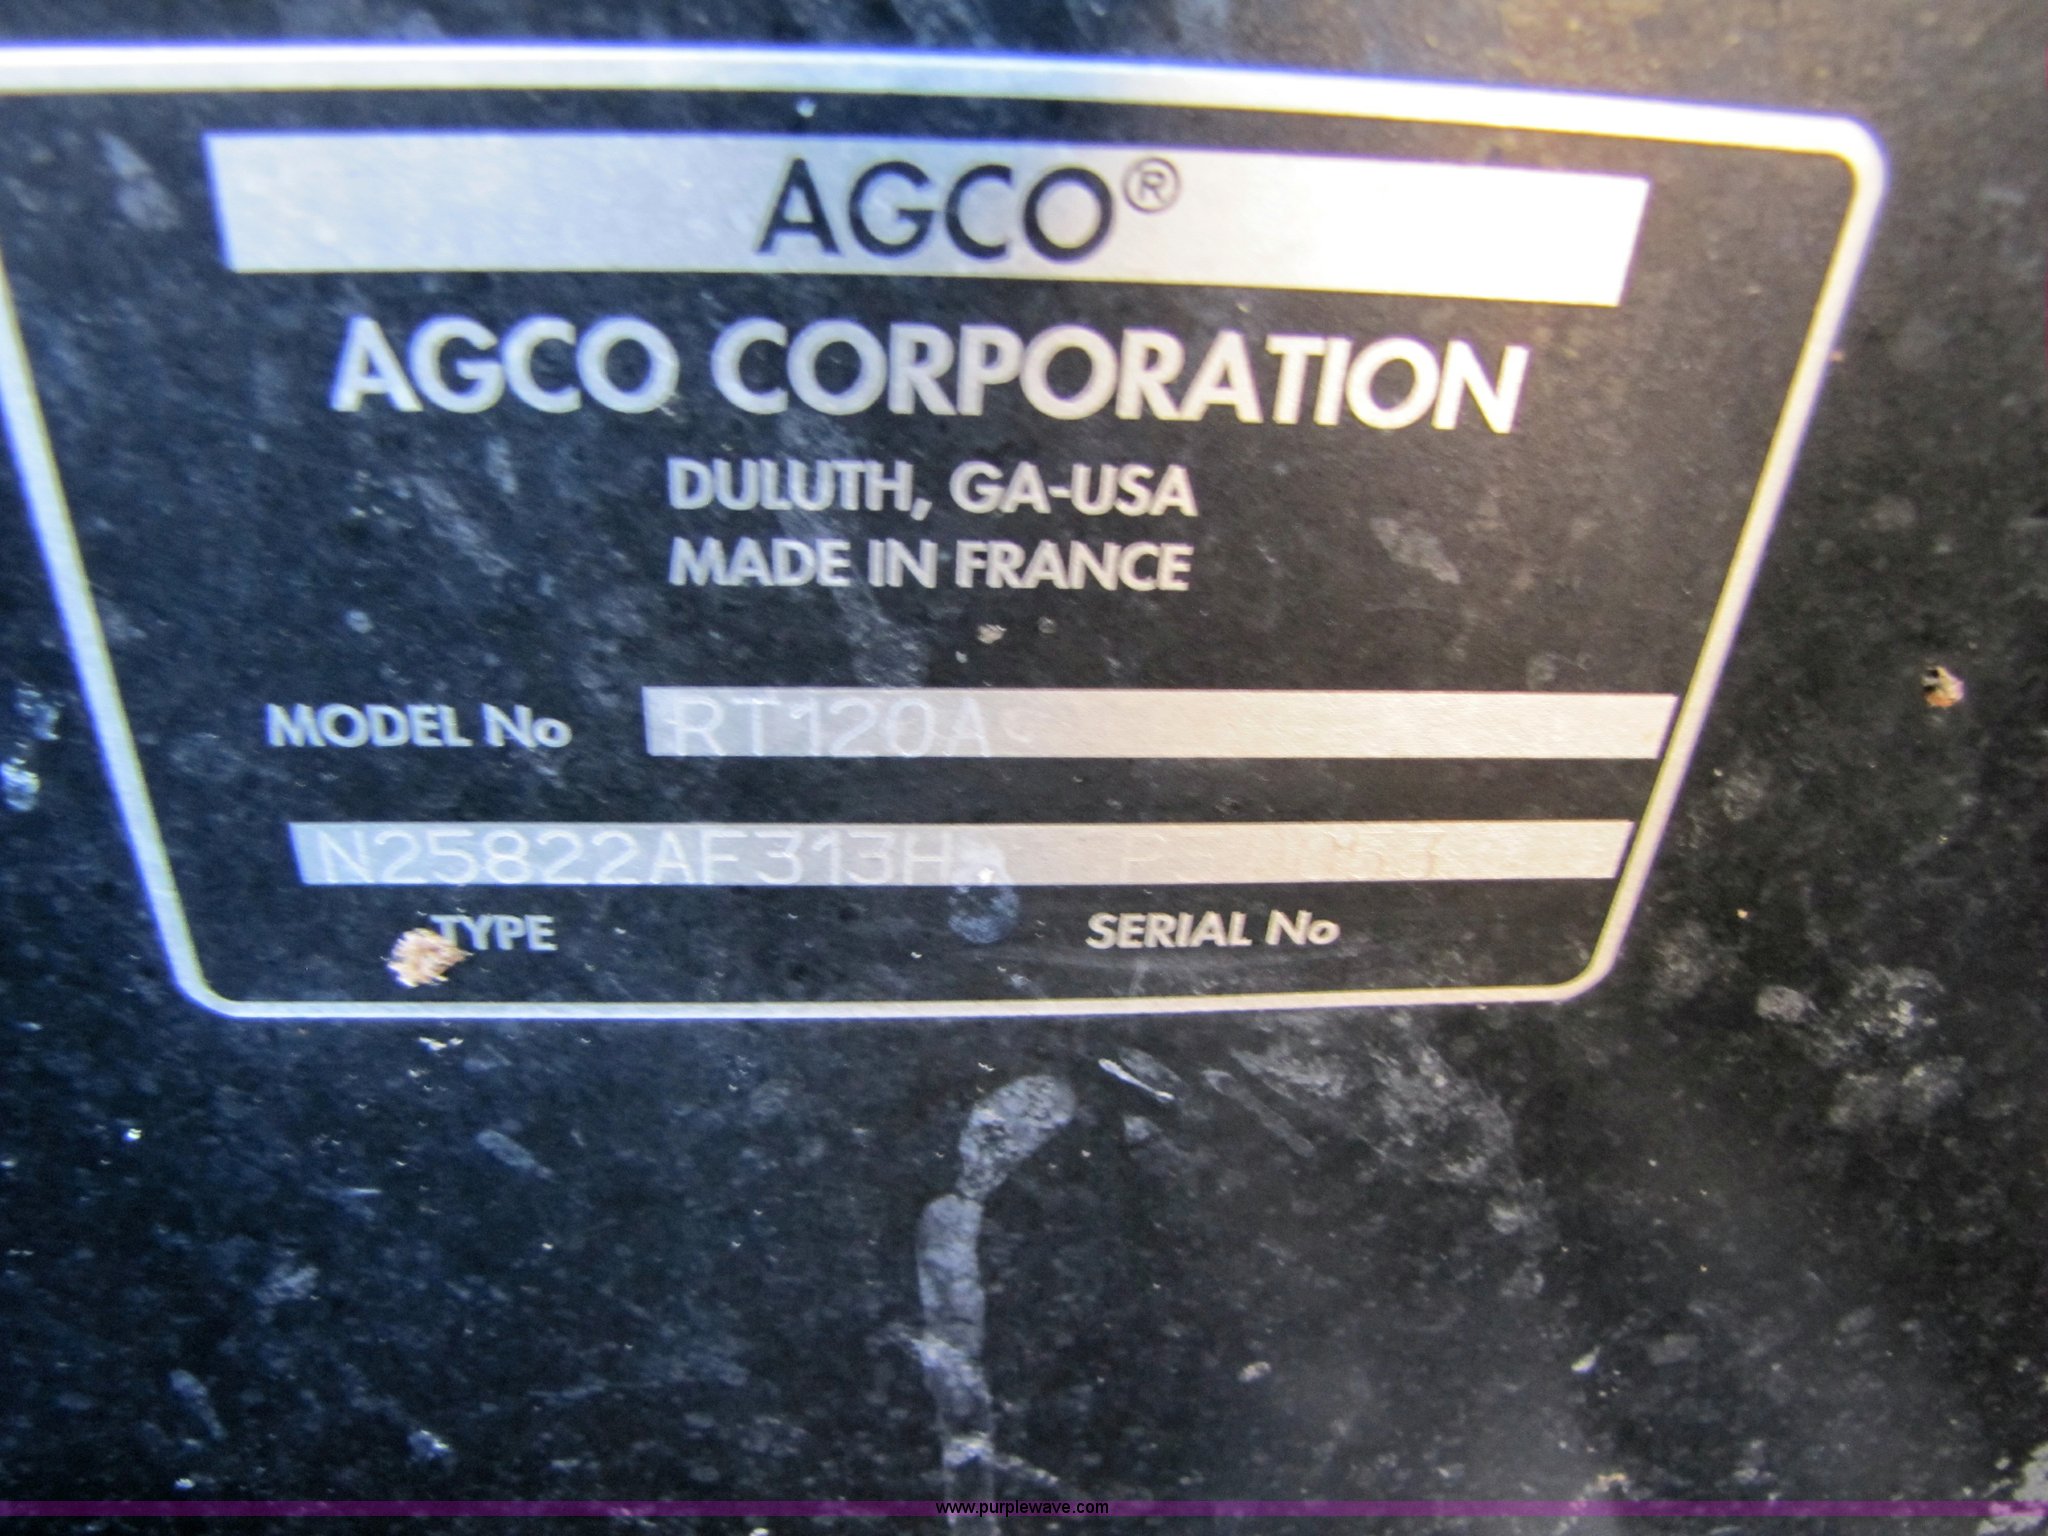 AGCO®
AGCO CORPORATION
DULUTH, GA-USA
MADE IN FRANCE
MODEL No RT120A
N25822AF313H
TYPE SERIAL No
www.purplewave.com